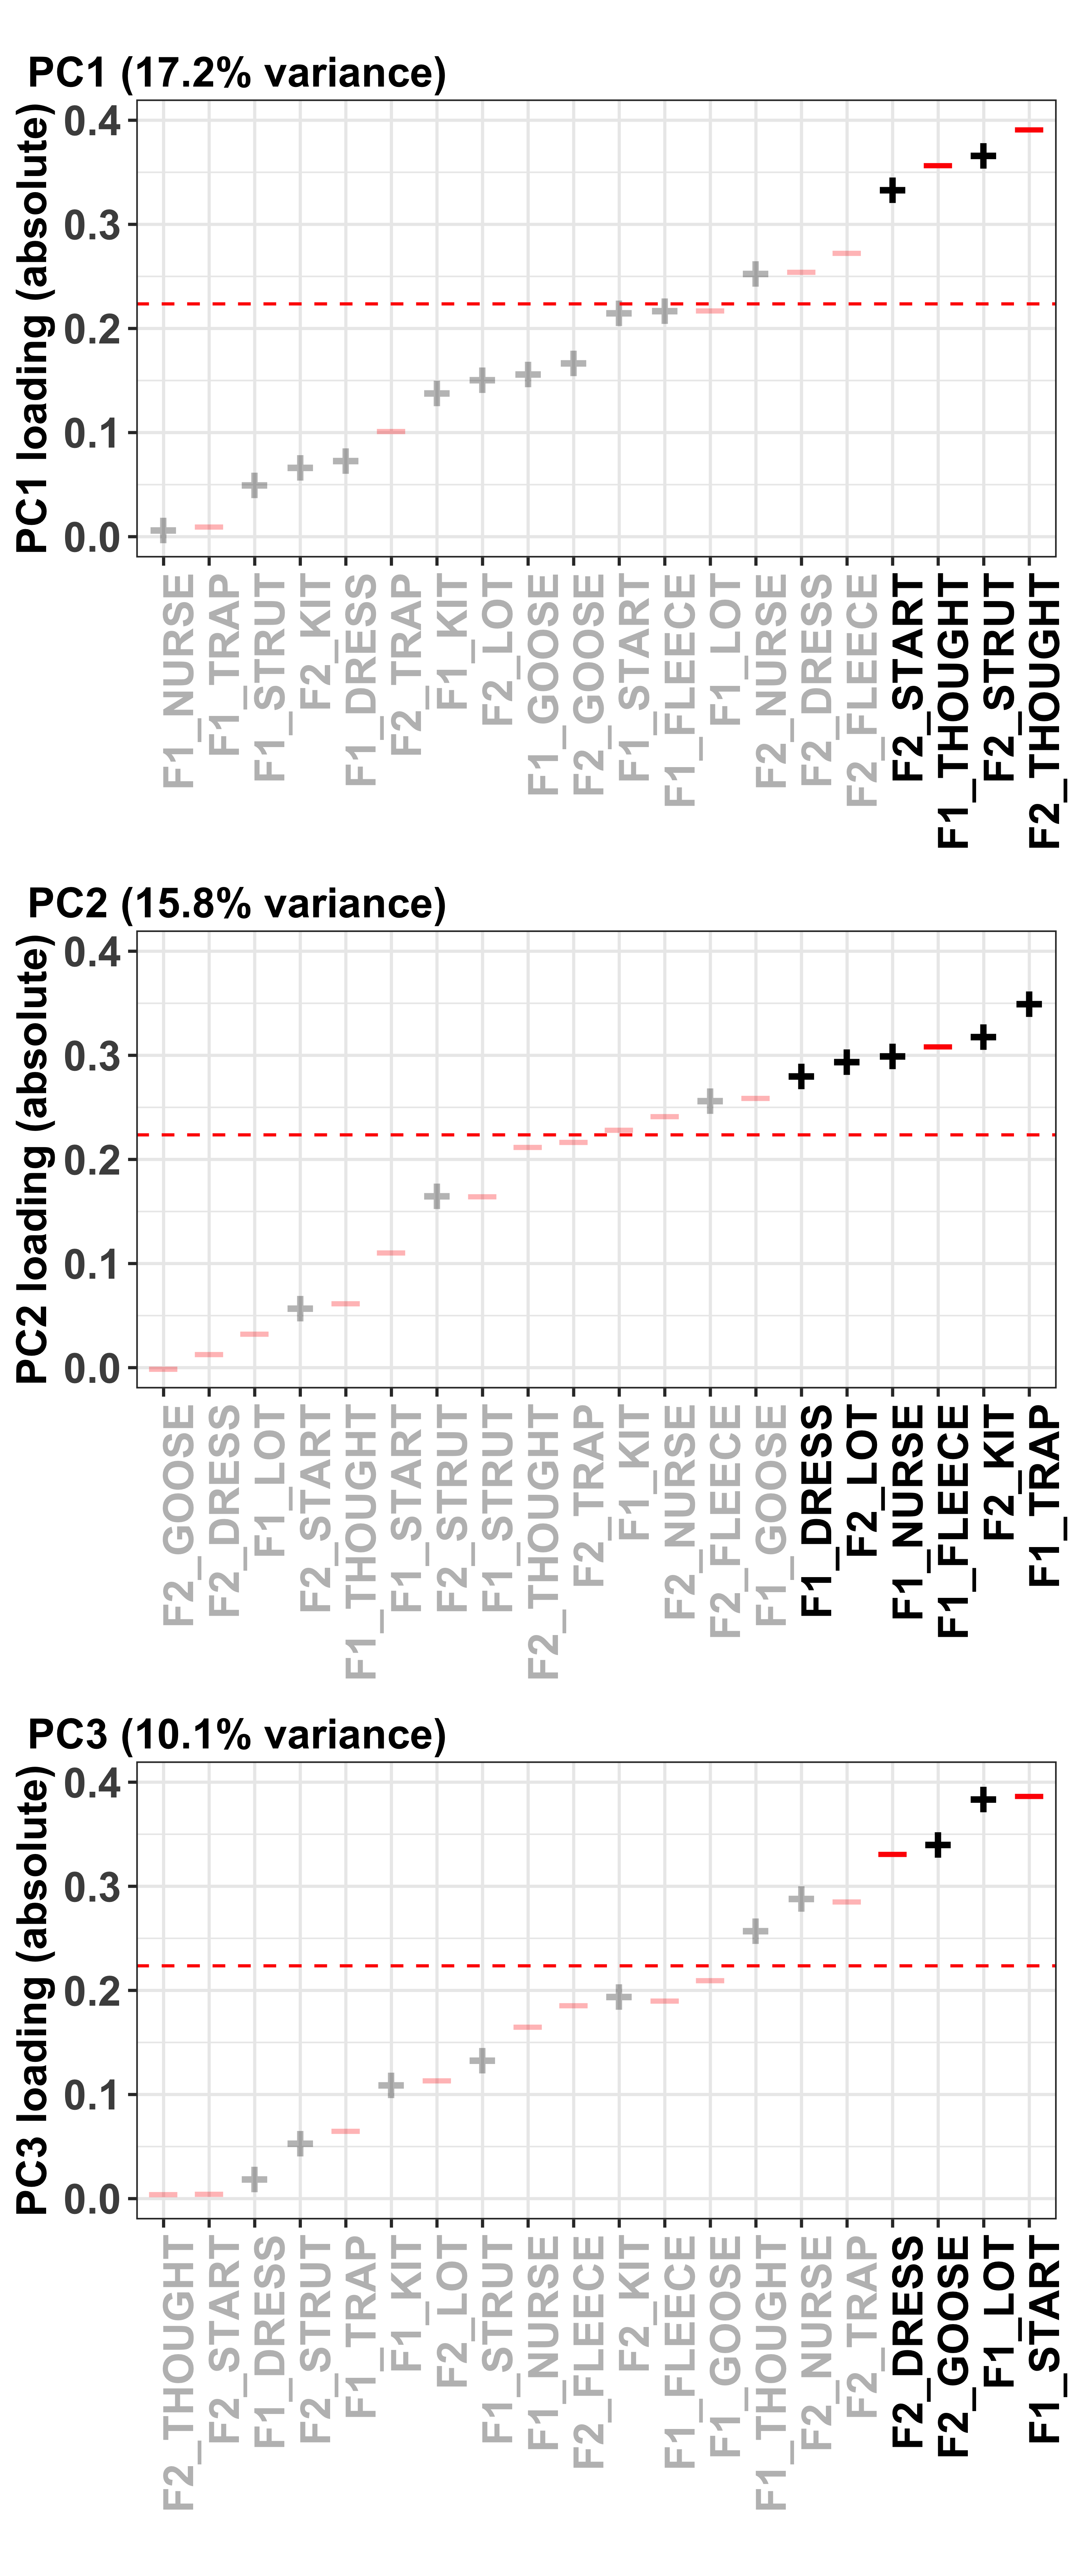 PC1 (17.2% variance)
PC1 loading (absolute)
0.4
0.3
0.2
0.1
0.0
F1_NURSE
F1_TRAP
F1_STRUT
F2_KIT
F1_DRESS
F2_TRAP
F1_KIT
F2_LOT
F1_GOOSE
F2_GOOSE
F1_START
F1_FLEECE
F1_LOT
F2_NURSE
F2_DRESS
F2_FLEECE
F2_START
F1_THOUGHT
F2_STRUT
F2_THOUGHT
PC2 (15.8% variance)
PC2 loading (absolute)
0.4
0.3
0.2
0.1
0.0
F2_GOOSE
F2_DRESS
F1_LOT
F2_START
F1_THOUGHT
F1_START
F2_STRUT
F1_STRUT
F2_THOUGHT
F2_TRAP
F1_KIT
F2_NURSE
F2_FLEECE
F1_GOOSE
F1_DRESS
F2_LOT
F1_NURSE
F1_FLEECE
F2_KIT
F1_TRAP
PC3 (10.1% variance)
PC3 loading (absolute)
0.4
0.3
0.2
0.1
0.0
F2_THOUGHT
F2_START
F1_DRESS
F2_STRUT
F1_TRAP
F1_KIT
F2_LOT
F1_STRUT
F1_NURSE
F2_FLEECE
F2_KIT
F1_FLEECE
F1_GOOSE
F1_THOUGHT
F2_NURSE
F2_TRAP
F2_DRESS
F2_GOOSE
F1_LOT
F1_START